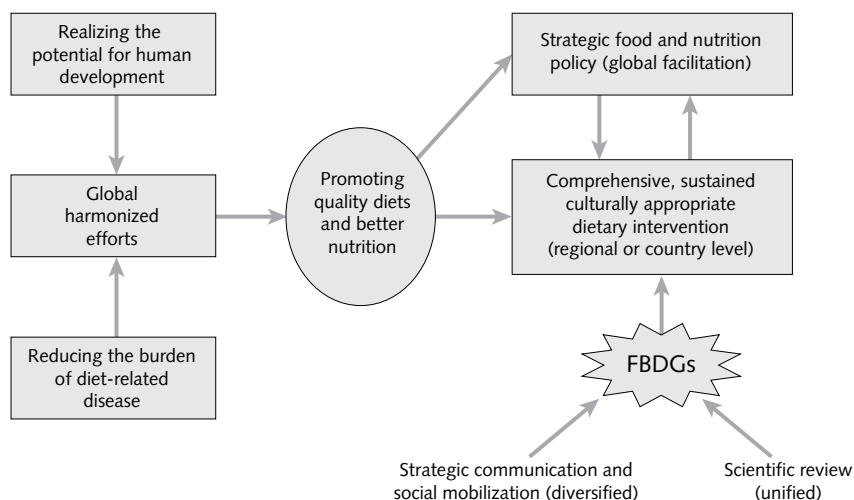 Realizing the
potential for human
development
Strategic food and nutrition
policy (global facilitation)
Global
harmonized
efforts
Promoting
quality diets
and better
nutrition
Comprehensive, sustained
culturally appropriate
dietary intervention
(regional or country level)
Reducing the burden
of diet-related
disease
FBDGs
Strategic communication and
social mobilization (diversified)
Scientific review
(unified)